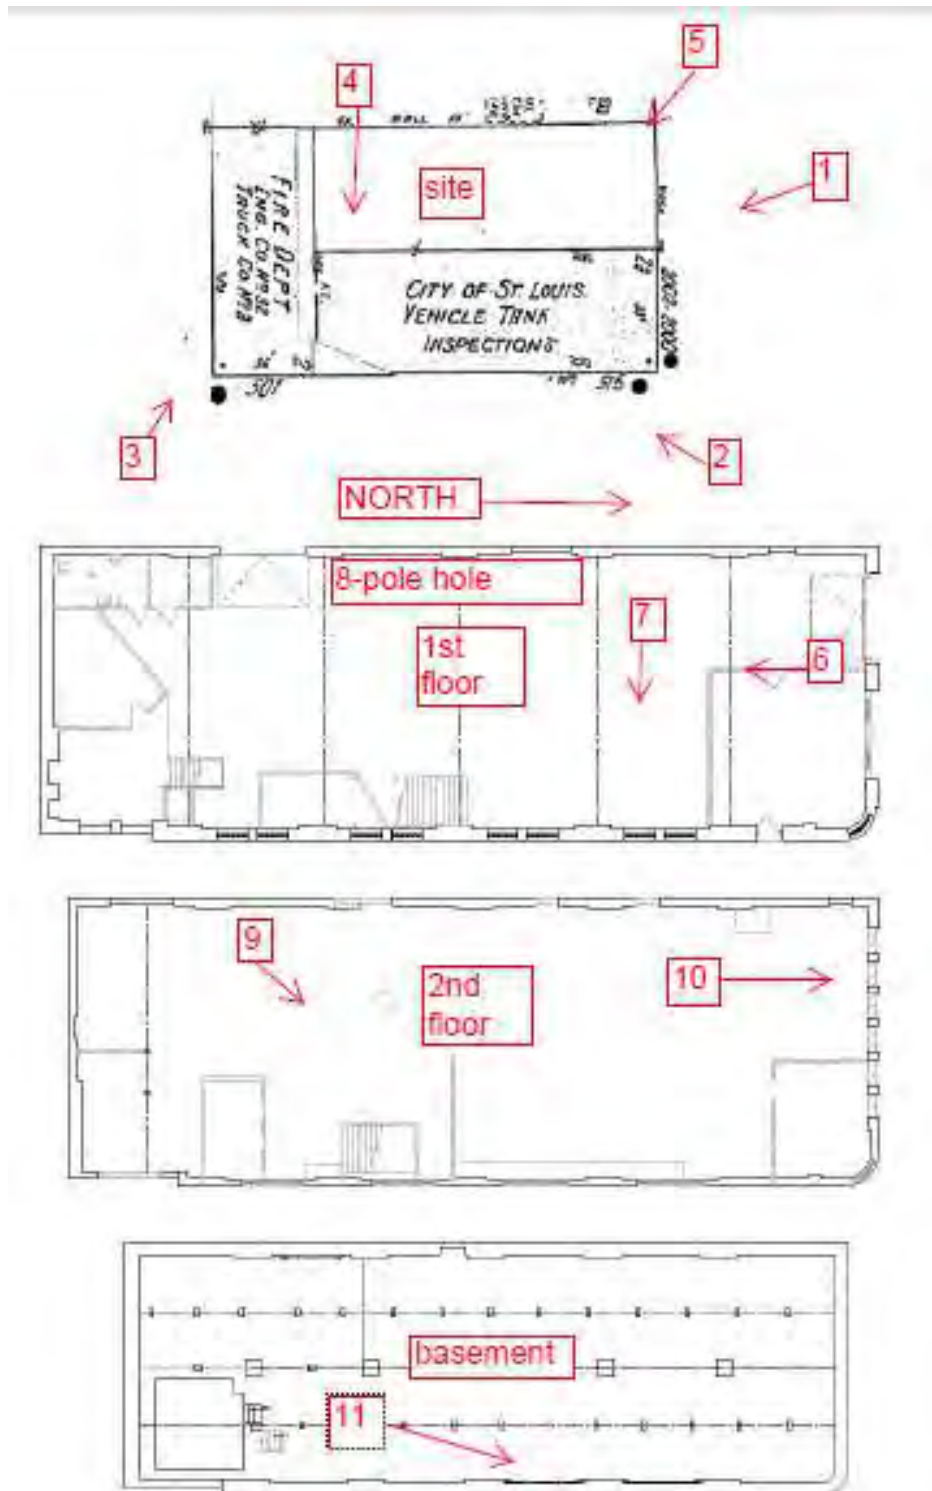 5
4
1
site
FIRE DEPT
ENG. CO. Nº 32
TRUCK CO. Nº 3
CITY OF ST. LOUIS.
VEHICLE TANK
INSPECTIONS
501
515
3
2
NORTH
8-pole hole
7
1st
floor
6
9
10
2nd
floor
basement
11